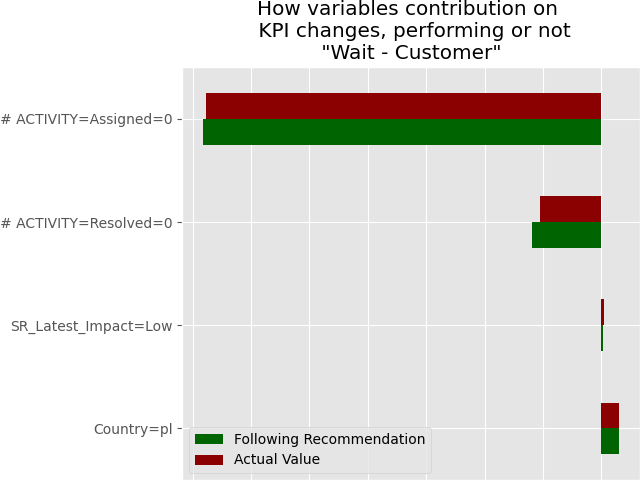 How variables contribution on
KPI changes, performing or not
"Wait - Customer"
# ACTIVITY=Assigned=0
# ACTIVITY=Resolved=0
SR_Latest_Impact=Low
Country=pl
Following Recommendation
Actual Value